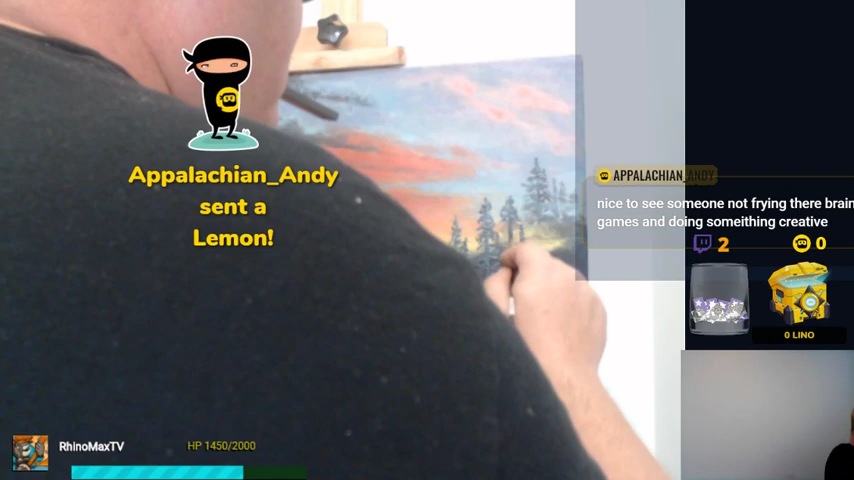 Appalachian_Andy
sent a
Lemon!
APPALACHIAN_ANDY
nice to see someone not frying there brain
games and doing someithing creative
2
0
0 LINO
RhinoMaxTV
HP 1450/2000